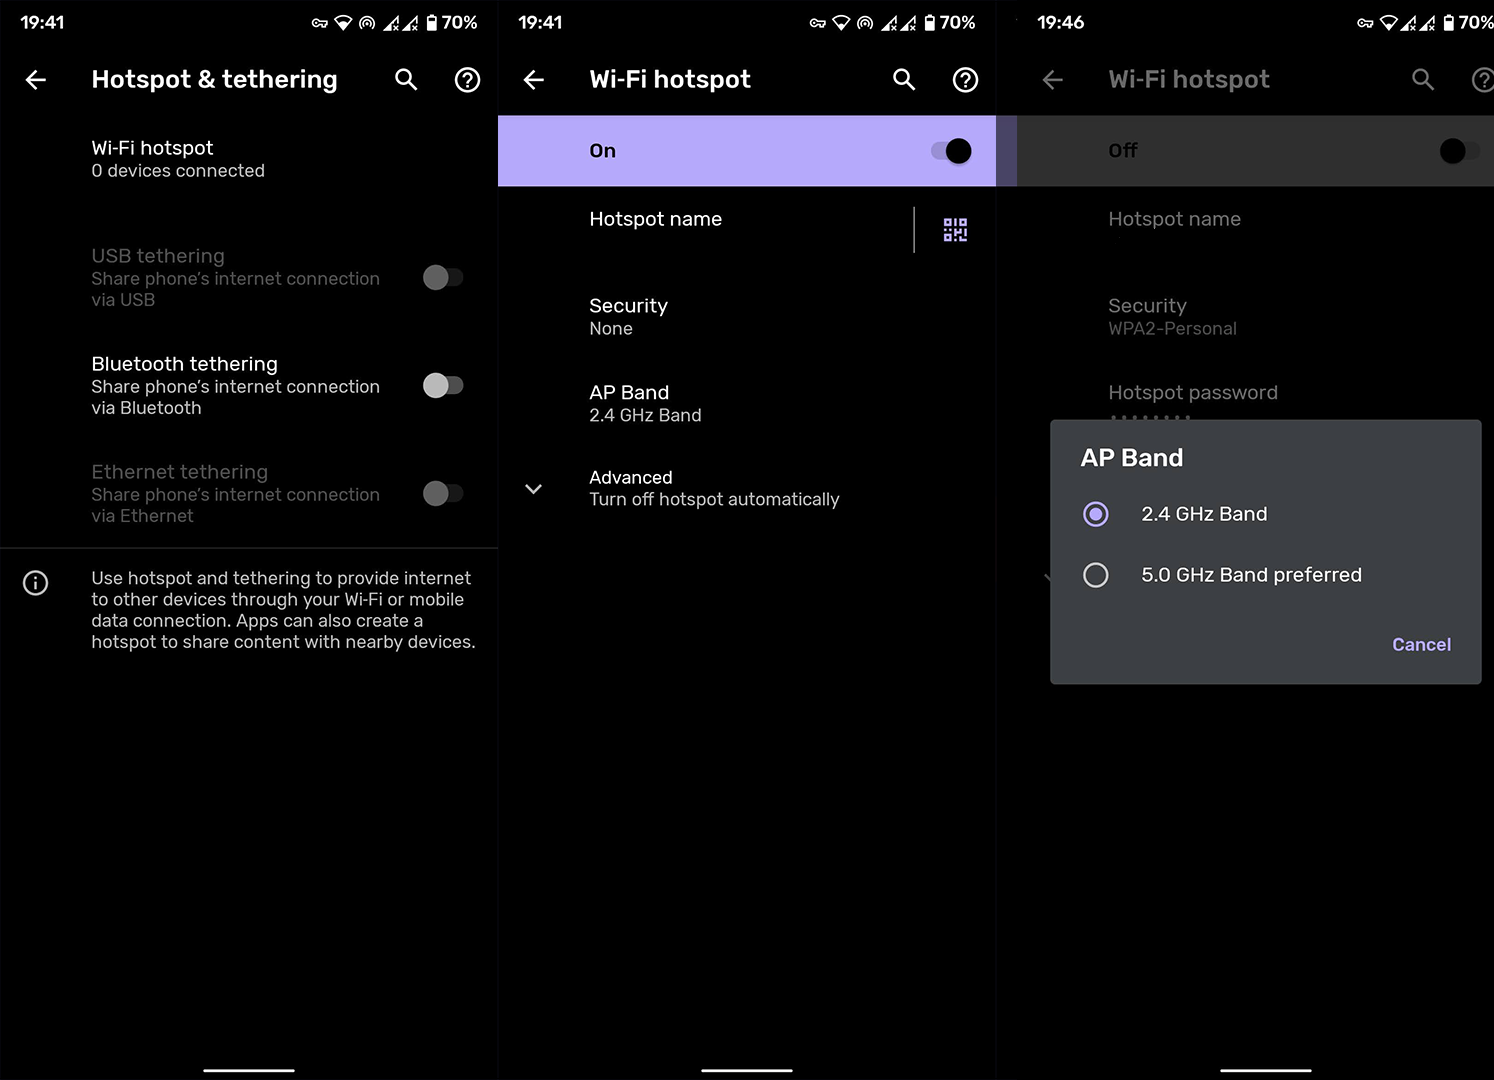 19:41
70%
Hotspot & tethering
Wi-Fi hotspot
0 devices connected
USB tethering
Share phone's internet connection
via USB
Bluetooth tethering
Share phone's internet connection
via Bluetooth
Ethernet tethering
Share phone's internet connection
via Ethernet
Use hotspot and tethering to provide internet
to other devices through your Wi-Fi or mobile
data connection. Apps can also create a
hotspot to share content with nearby devices.
19:41
70%
Wi-Fi hotspot
On
Hotspot name
Security
None
AP Band
2.4 GHz Band
Advanced
Turn off hotspot automatically
19:46
70%
Wi-Fi hotspot
Off
Hotspot name
Security
WPA2-Personal
Hotspot password
••••••••
AP Band
2.4 GHz Band
5.0 GHz Band preferred
Cancel